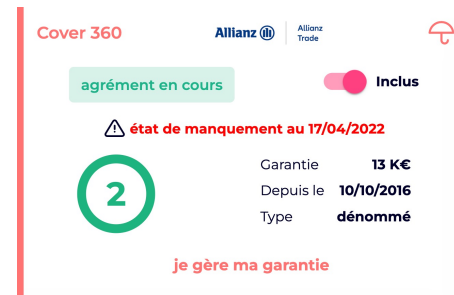 Cover 360
Allianz
Allianz
Trade
agrément en cours
Inclus
état de manquement au 17/04/2022
2
Garantie 13 K€
Depuis le 10/10/2016
Type dénommé
je gère ma garantie